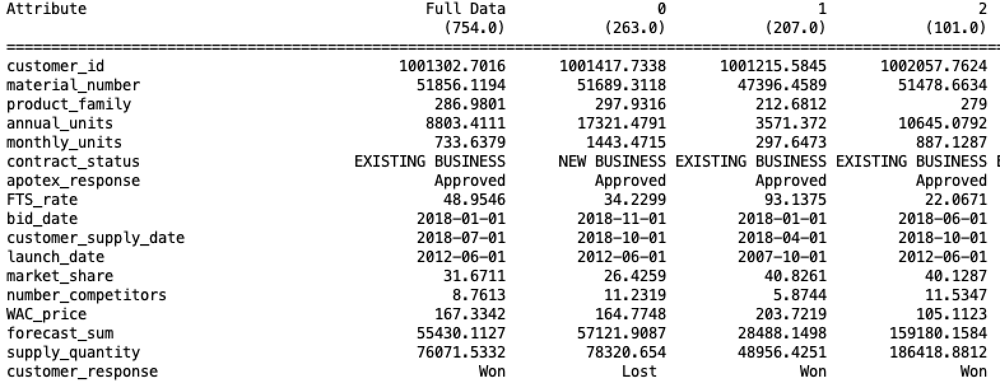 Attribute Full Data 0 1 2
(754.0) (263.0) (207.0) (101.0)
================================================================
customer_id 1001302.7016 1001417.7338 1001215.5845 1002057.7624
material_number 51856.1194 51689.3118 47396.4589 51478.6634
product_family 286.9801 297.9316 212.6812 279
annual_units 8803.4111 17321.4791 3571.372 10645.0792
monthly_units 733.6379 1443.4715 297.6473 887.1287
contract_status EXISTING BUSINESS NEW BUSINESS EXISTING BUSINESS EXISTING BUSINESS
apotex_response Approved Approved Approved Approved
FTS_rate 48.9546 34.2299 93.1375 22.0671
bid_date 2018-01-01 2018-11-01 2018-01-01 2018-06-01
customer_supply_date 2018-07-01 2018-10-01 2018-04-01 2018-10-01
launch_date 2012-06-01 2012-06-01 2007-10-01 2012-06-01
market_share 31.6711 26.4259 40.8261 40.1287
number_competitors 8.7613 11.2319 5.8744 11.5347
WAC_price 167.3342 164.7748 203.7219 105.1123
forecast_sum 55430.1127 57121.9087 28488.1498 159180.1584
supply_quantity 76071.5332 78320.654 48956.4251 186418.8812
customer_response Won Lost Won Won